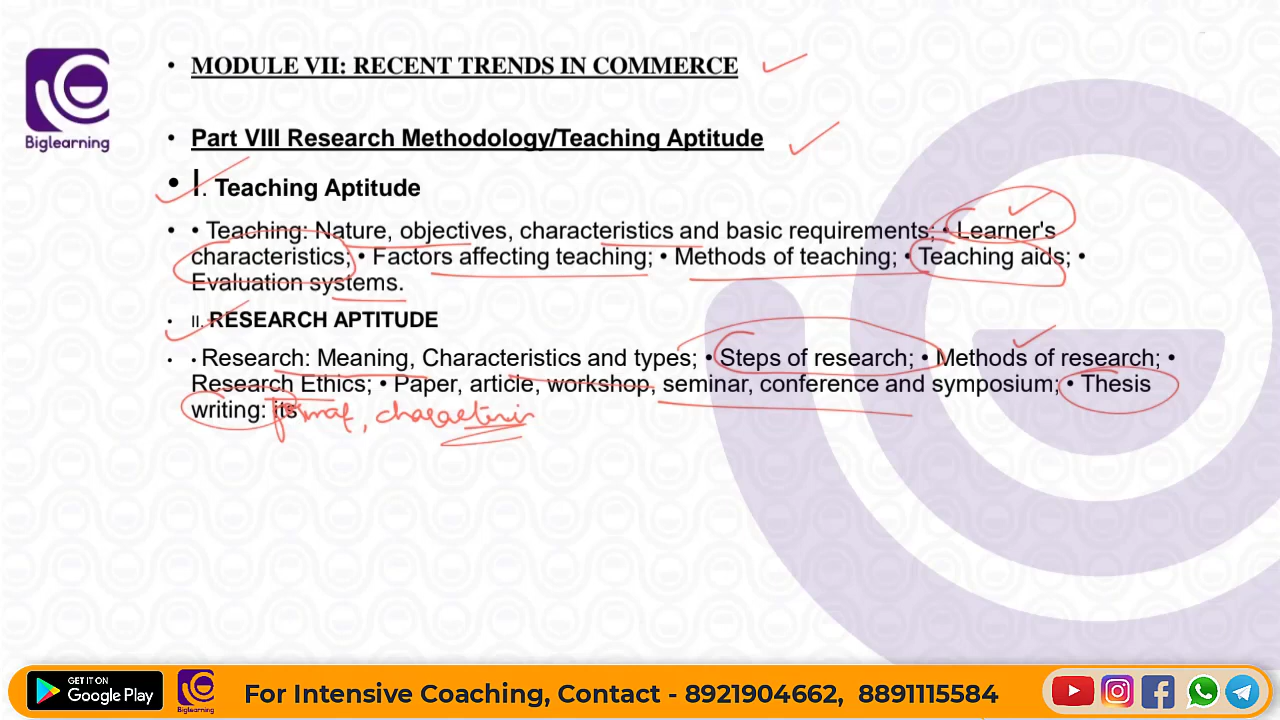 Biglearning
• MODULE VII: RECENT TRENDS IN COMMERCE
• Part VIII Research Methodology/Teaching Aptitude
• I. Teaching Aptitude
• • Teaching: Nature, objectives, characteristics and basic requirements; • Learner's
characteristics; • Factors affecting teaching; • Methods of teaching; • Teaching aids; •
Evaluation systems.
• II. RESEARCH APTITUDE
• • Research: Meaning, Characteristics and types; • Steps of research; • Methods of research; •
Research Ethics; • Paper, article, workshop, seminar, conference and symposium; • Thesis
writing: its format, characteris
GET IT ON
Google Play
Biglearning
For Intensive Coaching, Contact - 8921904662, 8891115584